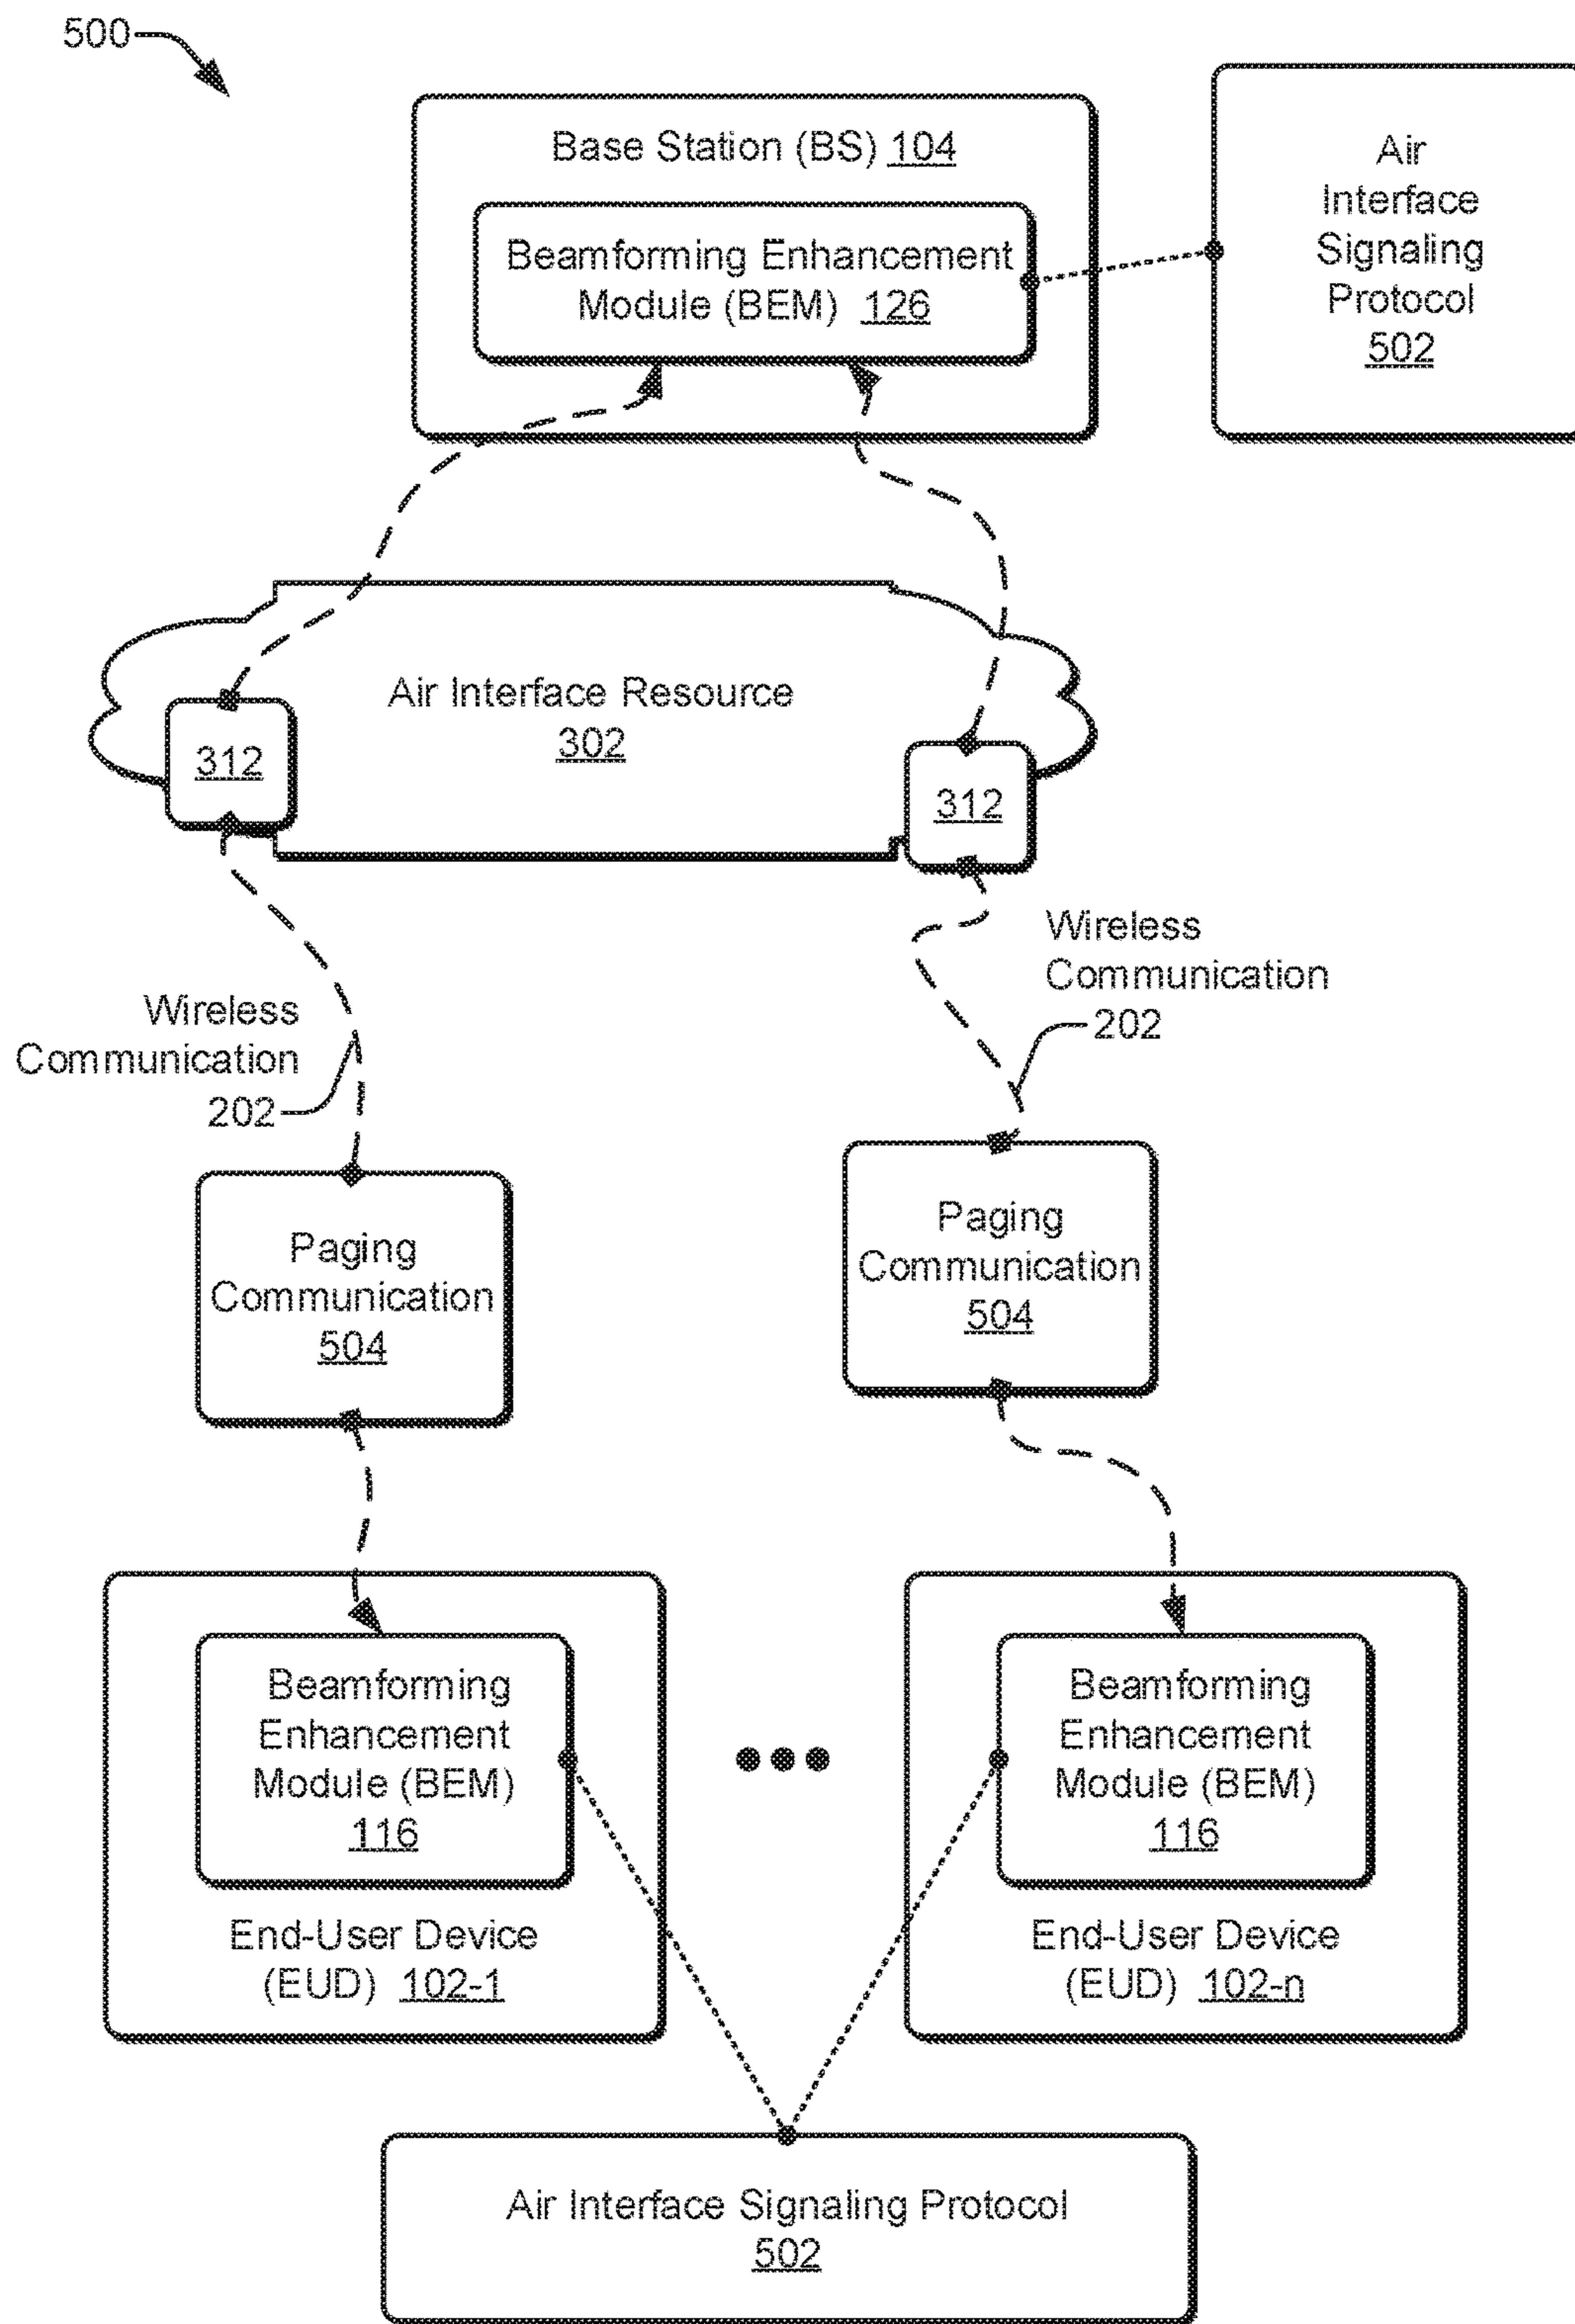 500
Base Station (BS) 104
Beamforming Enhancement
Module (BEM) 126
Air
Interface
Signaling
Protocol
502
Air Interface Resource
302
312
312
Wireless
Communication
202
Wireless
Communication
202
Paging
Communication
504
Paging
Communication
504
Beamforming
Enhancement
Module (BEM)
116
End-User Device
(EUD) 102-1
Beamforming
Enhancement
Module (BEM)
116
End-User Device
(EUD) 102-n
Air Interface Signaling Protocol
502